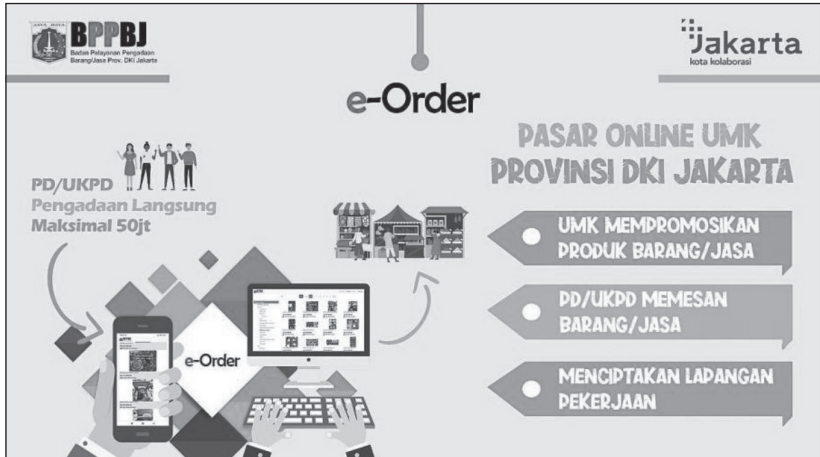 BPPBJ
Badan Pelayanan Pengadaan
Barang/Jasa Prov. DKI Jakarta
Jakarta
kota kolaborasi
e-Order
PASAR ONLINE UMK
PROVINSI DKI JAKARTA
PD/UKPD
Pengadaan Langsung
Maksimal 50jt
UMK MEMPROMOSIKAN
PRODUK BARANG/JASA
PD/UKPD MEMESAN
BARANG/JASA
MENCIPTAKAN LAPANGAN
PEKERJAAN
e-Order